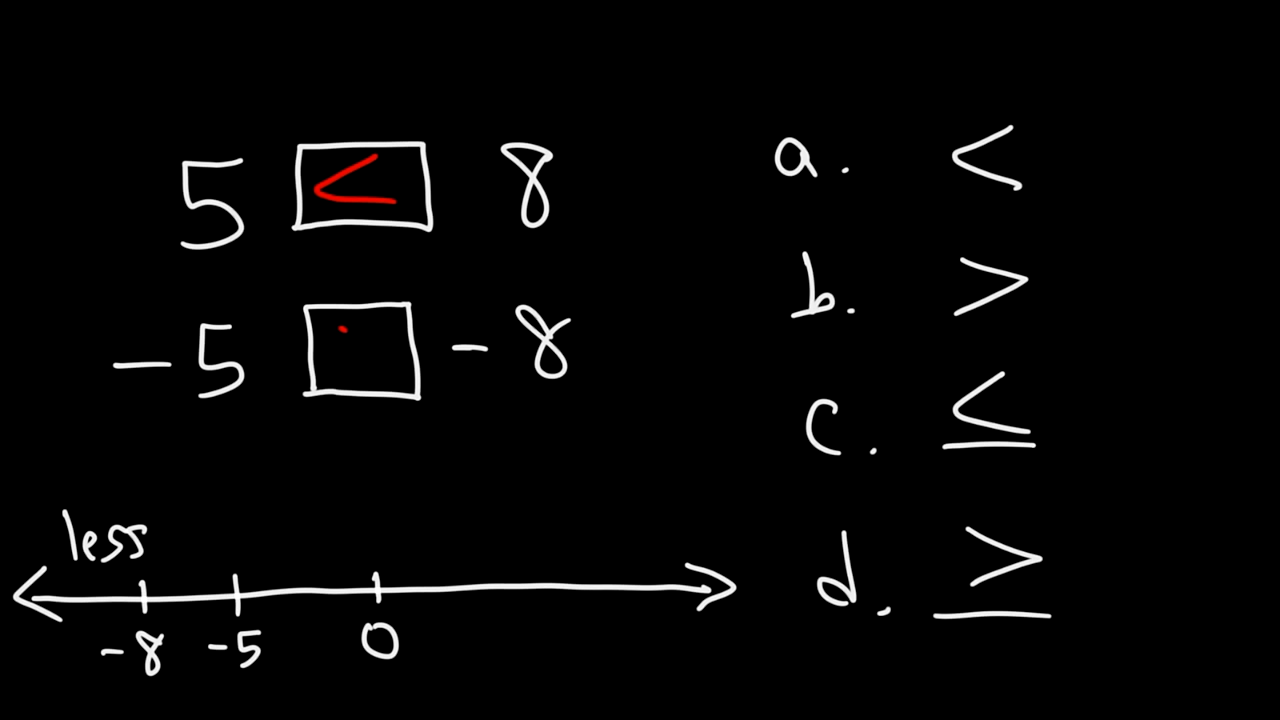 5 < 8
-5 -8
a. <
b. >
c. ≤
d. ≥
less
-8 -5 0